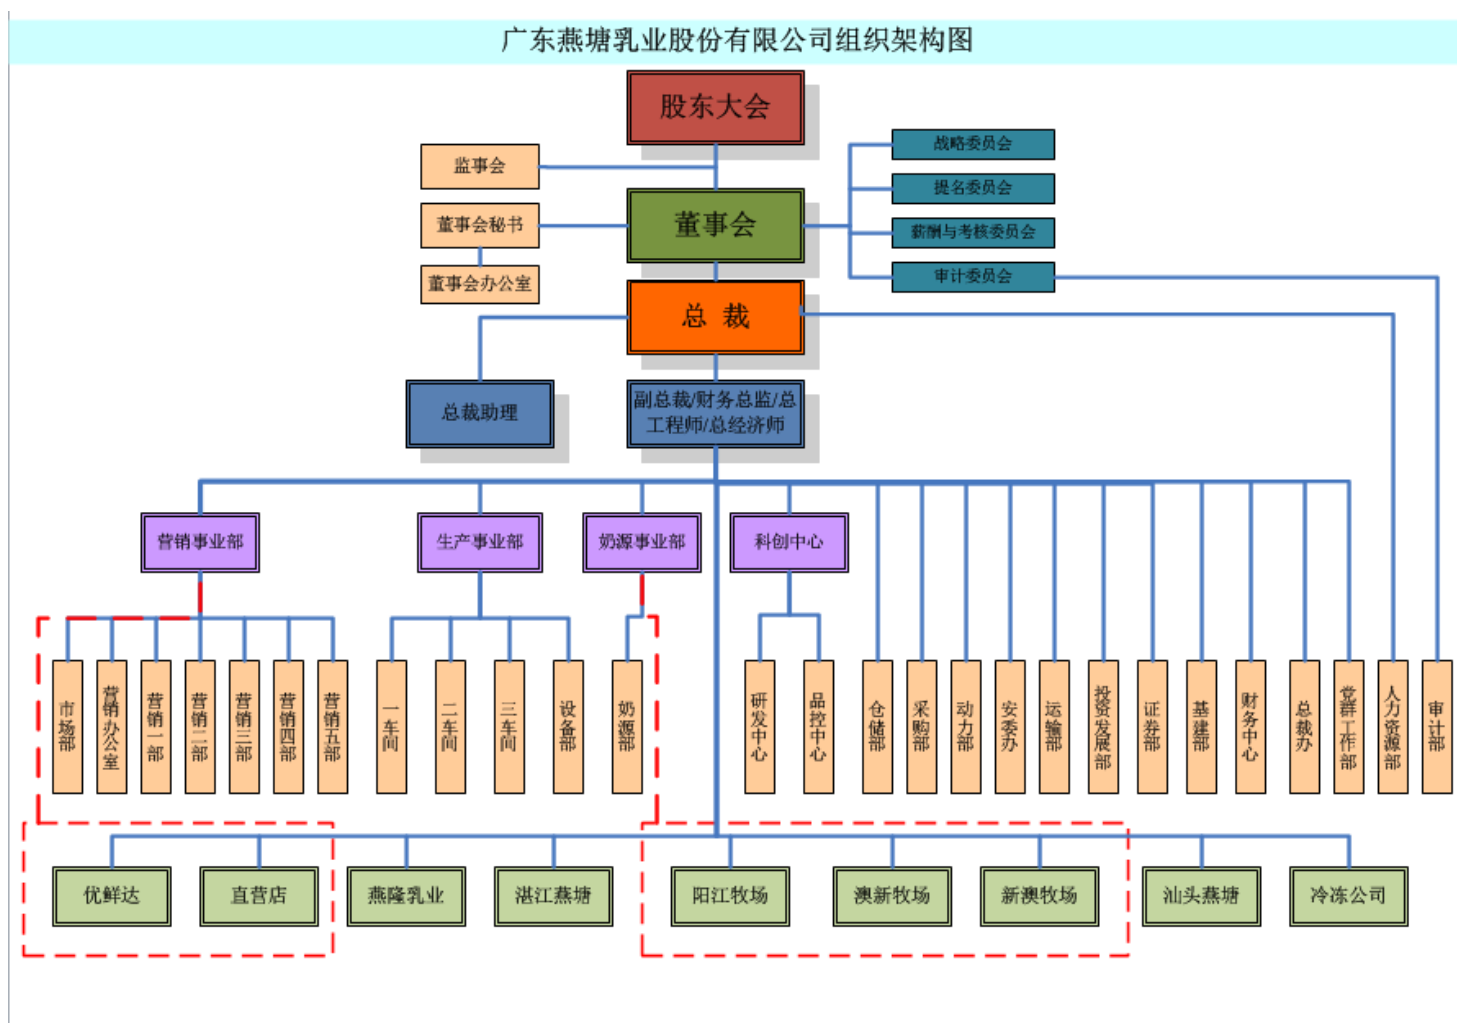 广东燕塘乳业股份有限公司组织架构图
股东大会
战略委员会
监事会
提名委员会
董事会秘书
董事会
薪酬与考核委员会
审计委员会
董事会办公室
总 裁
总裁助理
副总裁/财务总监/总
工程师/总经济师
营销事业部
生产事业部
奶源事业部
科创中心
市场部
营销办公室
营销一部
营销二部
营销三部
营销四部
营销五部
一车间
二车间
三车间
设备部
奶源部
研发中心
品控中心
仓储部
采购部
动力部
安委办
运输部
投资发展部
证券部
基建部
财务中心
总裁办
党群工作部
人力资源部
审计部
优鲜达
直营店
燕隆乳业
湛江燕塘
阳江牧场
澳新牧场
新澳牧场
汕头燕塘
冷冻公司